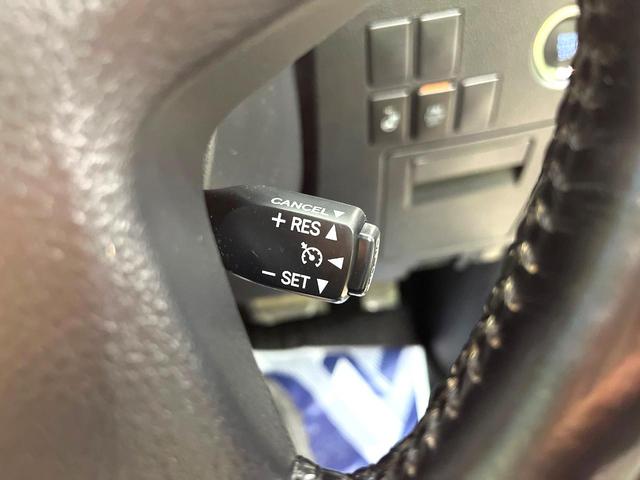 CANCEL▼
+ RES ▲
◀
− SET ▼